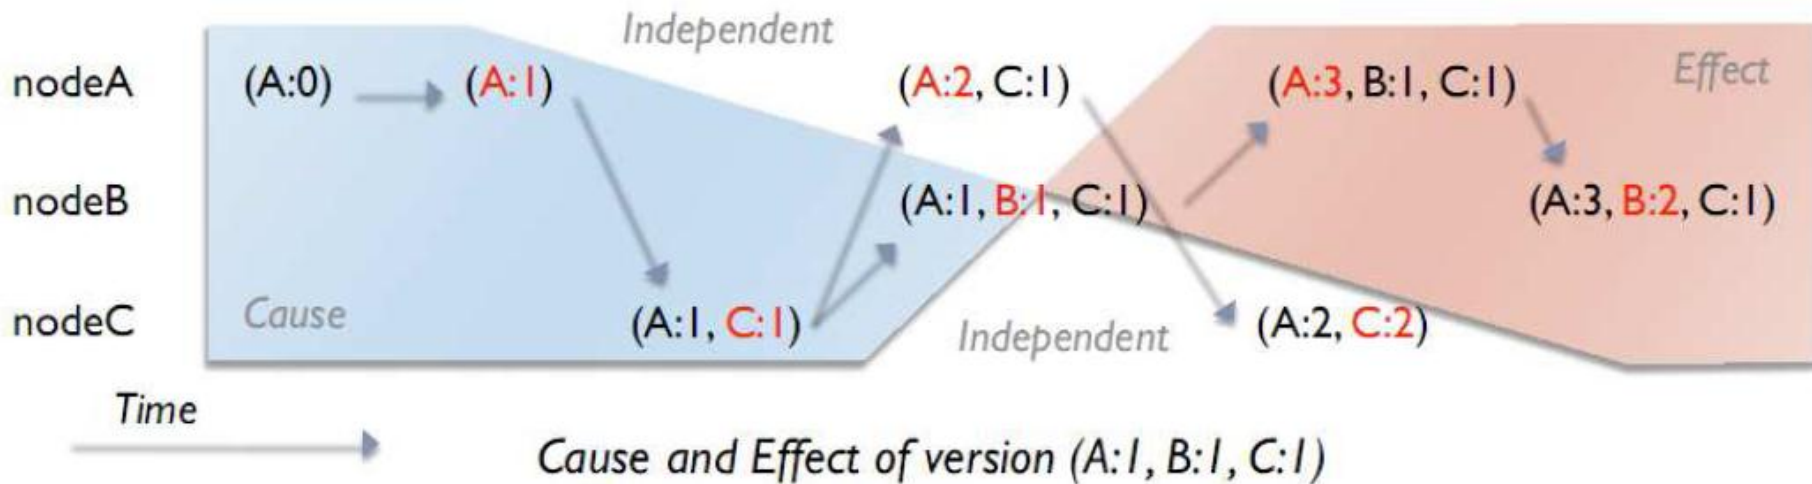 Independent
nodeA (A:0) (A:1) (A:2, C:1) (A:3, B:1, C:1) Effect
nodeB (A:1, B:1, C:1) (A:3, B:2, C:1)
nodeC Cause (A:1, C:1) Independent (A:2, C:2)
Time
Cause and Effect of version (A:1, B:1, C:1)